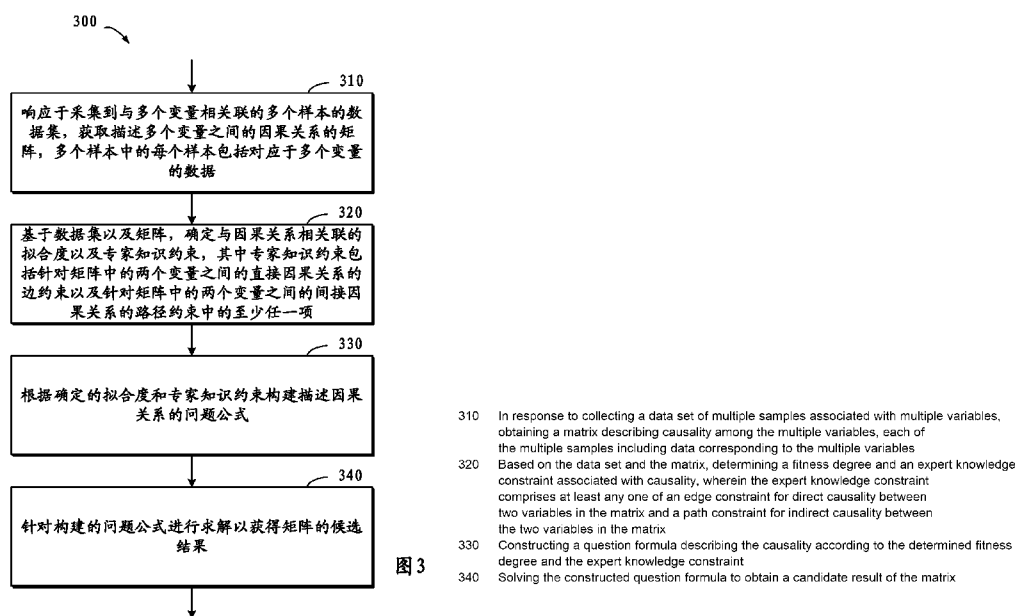 300
310
响应于采集到与多个变量相关联的多个样本的数
据集，获取描述多个变量之间的因果关系的矩
阵，多个样本中的每个样本包括对应于多个变量
的数据
320
基于数据集以及矩阵，确定与因果关系相关联的
拟合度以及专家知识约束，其中专家知识约束包
括针对矩阵中的两个变量之间的直接因果关系的
边约束以及针对矩阵中的两个变量之间的间接因
果关系的路径约束中的至少任一项
330
根据确定的拟合度和专家知识约束构建描述因果
关系的问题公式
340
针对构建的问题公式进行求解以获得矩阵的候选
结果
图3
310 In response to collecting a data set of multiple samples associated with multiple variables,
obtaining a matrix describing causality among the multiple variables, each of
the multiple samples including data corresponding to the multiple variables
320 Based on the data set and the matrix, determining a fitness degree and an expert knowledge
constraint associated with causality, wherein the expert knowledge constraint
comprises at least any one of an edge constraint for direct causality between
two variables in the matrix and a path constraint for indirect causality between
the two variables in the matrix
330 Constructing a question formula describing the causality according to the determined fitness
degree and the expert knowledge constraint
340 Solving the constructed question formula to obtain a candidate result of the matrix